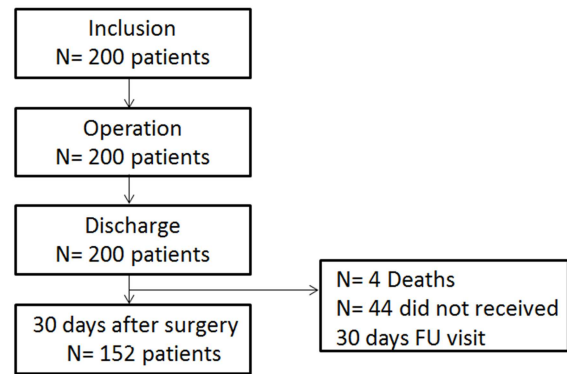 Inclusion
N= 200 patients
Operation
N= 200 patients
Discharge
N= 200 patients
N= 4 Deaths
N= 44 did not received
30 days FU visit
30 days after surgery
N= 152 patients